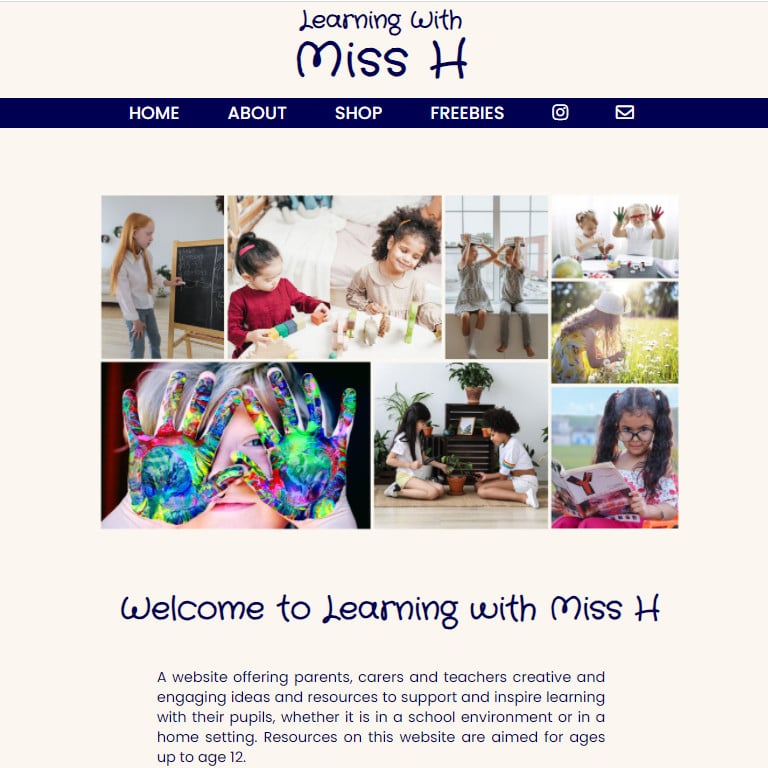 Learning With
Miss H
HOME ABOUT SHOP FREEBIES
Welcome to Learning with Miss H
A website offering parents, carers and teachers creative and
engaging ideas and resources to support and inspire learning
with their pupils, whether it is in a school environment or in a
home setting. Resources on this website are aimed for ages
up to age 12.